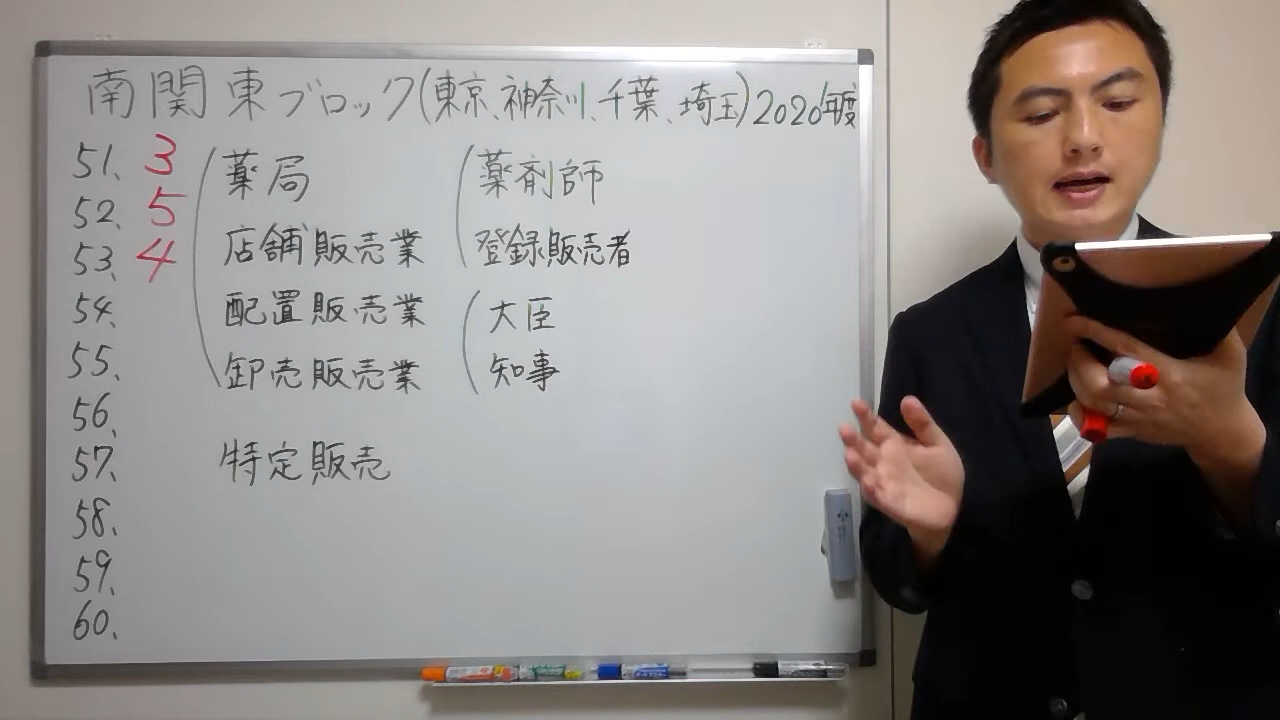 南関東ブロック(東京、神奈川、千葉、埼玉)2020年度
51、3
52、5
53、4
54、
55、
56、
57、
58、
59、
60、
薬局
店舗販売業
配置販売業
卸売販売業
特定販売
薬剤師
登録販売者
大臣
知事